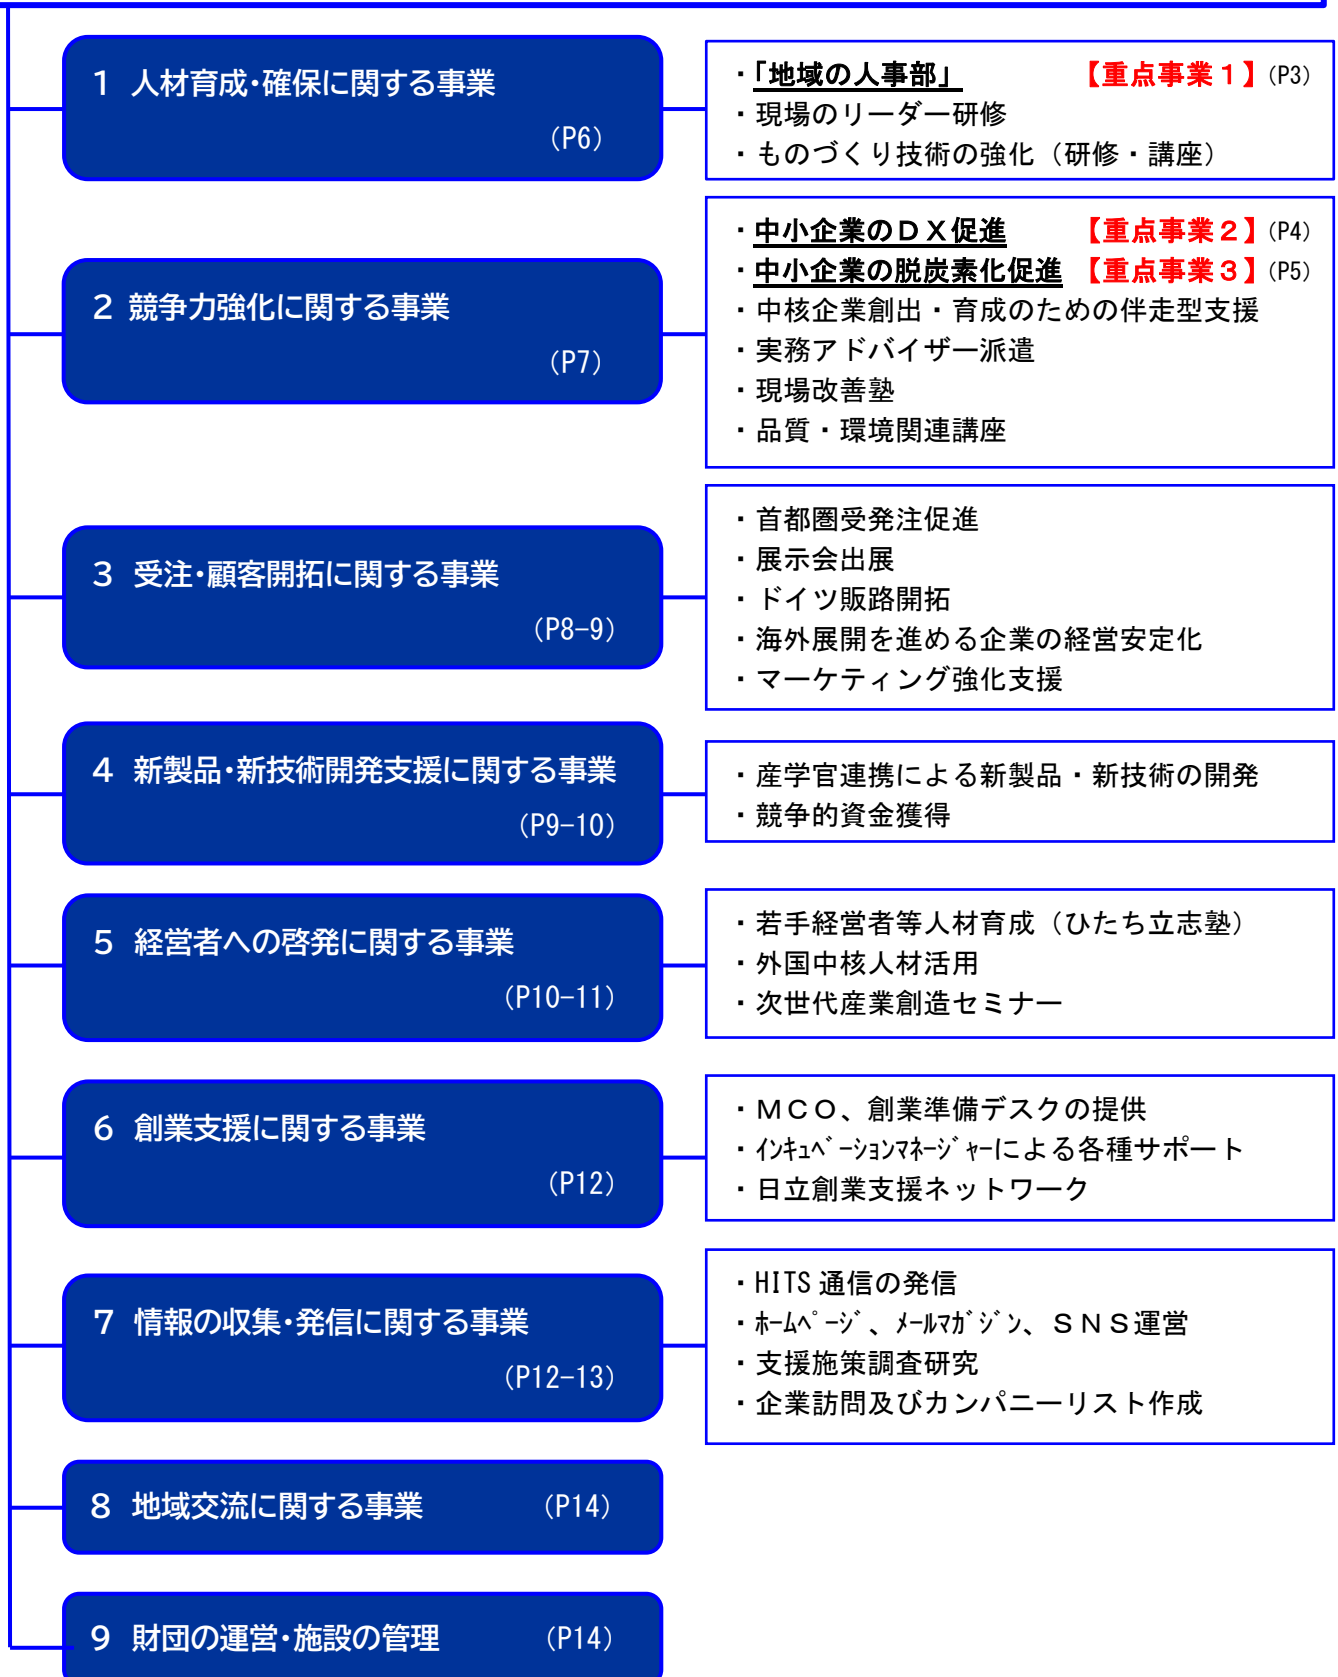 1 人材育成・確保に関する事業
(P6)
・「地域の人事部」 【重点事業1】(P3)
・現場のリーダー研修
・ものづくり技術の強化(研修・講座)
2 競争力強化に関する事業
(P7)
・中小企業のDX促進 【重点事業2】(P4)
・中小企業の脱炭素化促進 【重点事業3】(P5)
・中核企業創出・育成のための伴走型支援
・実務アドバイザー派遣
・現場改善塾
・品質・環境関連講座
3 受注・顧客開拓に関する事業
(P8-9)
・首都圏受発注促進
・展示会出展
・ドイツ販路開拓
・海外展開を進める企業の経営安定化
・マーケティング強化支援
4 新製品・新技術開発支援に関する事業
(P9-10)
・産学官連携による新製品・新技術の開発
・競争的資金獲得
5 経営者への啓発に関する事業
(P10-11)
・若手経営者等人材育成(ひたち立志塾)
・外国中核人材活用
・次世代産業創造セミナー
6 創業支援に関する事業
(P12)
・MCO、創業準備デスクの提供
・インキュベーションマネージャーによる各種サポート
・日立創業支援ネットワーク
7 情報の収集・発信に関する事業
(P12-13)
・HITS通信の発信
・ホームページ、メールマガジン、SNS運営
・支援施策調査研究
・企業訪問及びカンパニーリスト作成
8 地域交流に関する事業 (P14)
9 財団の運営・施設の管理 (P14)